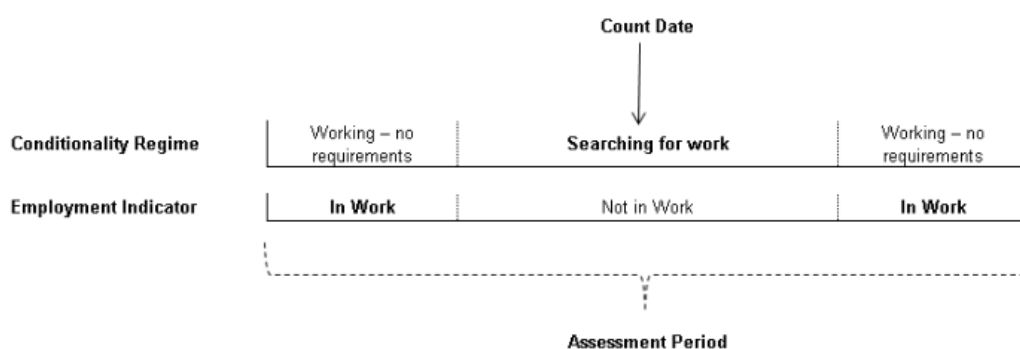 Count Date
Conditionality Regime
Working – no
requirements
Searching for work
Working – no
requirements
Employment Indicator
In Work
Not in Work
In Work
Assessment Period